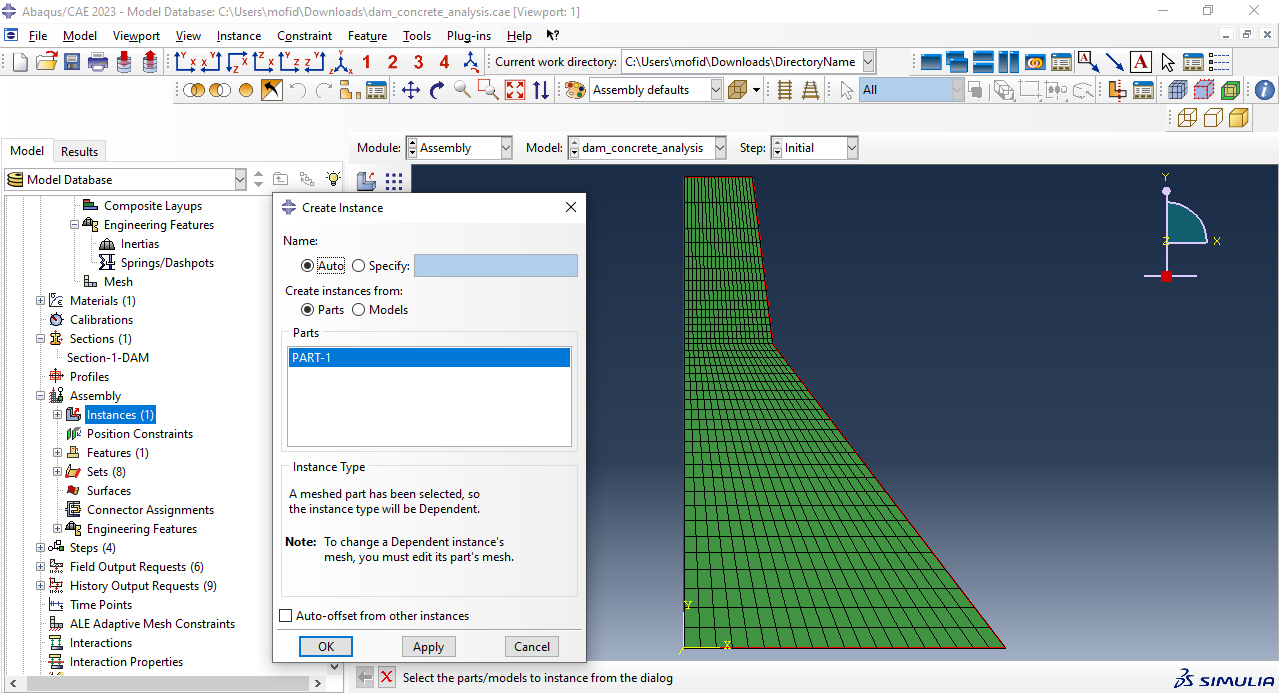 Abaqus/CAE 2023 - Model Database: C:\Users\mofid\Downloads\dam_concrete_analysis.cae [Viewport: 1]
File Model Viewport View Instance Constraint Feature Tools Plug-ins Help
1 2 3 4 Current work directory: C:\Users\mofid\Downloads\DirectoryName
Assembly defaults All
Model Results
Module: Assembly Model: dam_concrete_analysis Step: Initial
Model Database
Composite Layups
Engineering Features
Inertias
Springs/Dashpots
Mesh
Materials (1)
Calibrations
Sections (1)
Section-1-DAM
Profiles
Assembly
Instances (1)
Position Constraints
Features (1)
Sets (8)
Surfaces
Connector Assignments
Engineering Features
Steps (4)
Field Output Requests (6)
History Output Requests (9)
Time Points
ALE Adaptive Mesh Constraints
Interactions
Interaction Properties
Create Instance
Name:
Auto Specify:
Create instances from:
Parts Models
Parts
PART-1
Instance Type
A meshed part has been selected, so
the instance type will be Dependent.
Note: To change a Dependent instance's
mesh, you must edit its part's mesh.
Auto-offset from other instances
OK Apply Cancel
Y
Z X
Y
X
Select the parts/models to instance from the dialog
SIMULIA